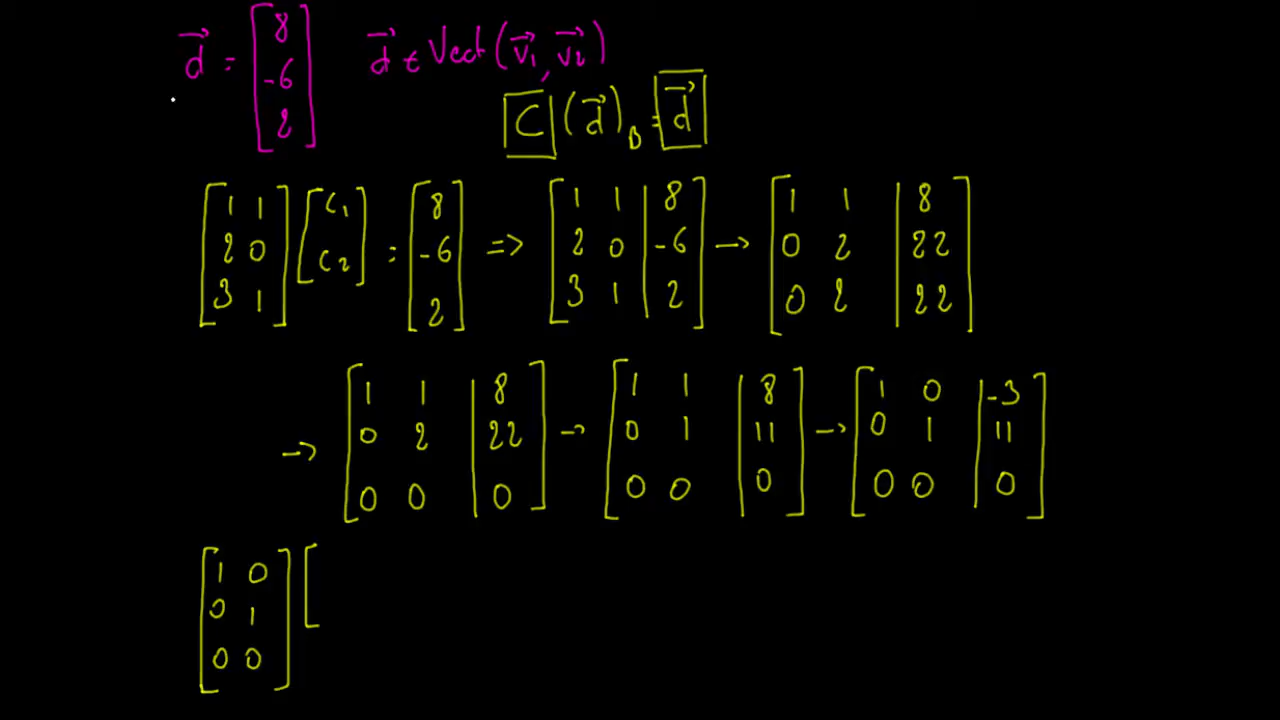 d⃗ = [8 -6 2] d⃗ ε Vect(v⃗1, v⃗2)
C (d⃗)B = d⃗
[1 1 2 0 3 1] [C1 C2] = [8 -6 2] => [1 1 | 8 2 0 | -6 3 1 | 2] → [1 1 | 8 0 2 | 22 0 2 | 22]
→ [1 1 | 8 0 2 | 22 0 0 | 0] → [1 1 | 8 0 1 | 11 0 0 | 0] → [1 0 | -3 0 1 | 11 0 0 | 0]
[1 0 0 1 0 0] [